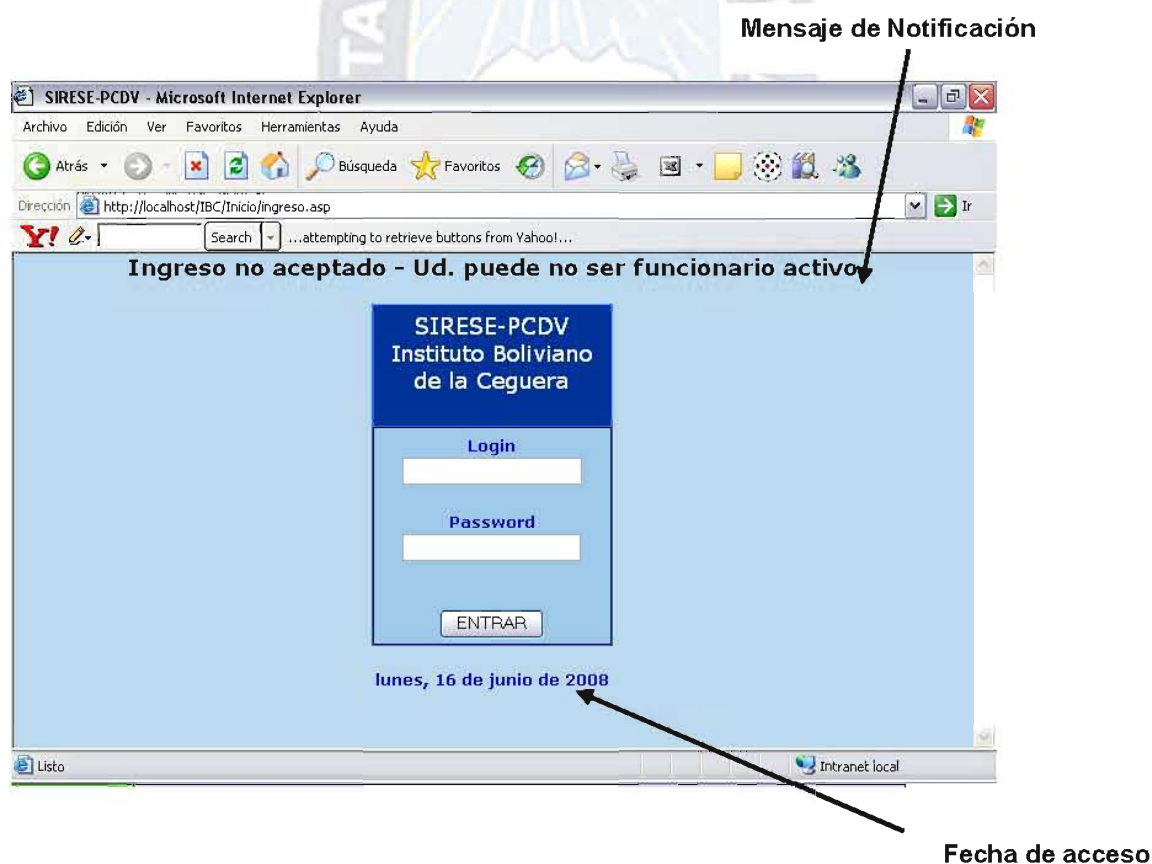 TA
Mensaje de Notificación
SIRESE-PCDV - Microsoft Internet Explorer
Archivo Edición Ver Favoritos Herramientas Ayuda
Atrás Búsqueda Favoritos
Dirección http://localhost/IBC/Inicio/ingreso.asp Ir
Y! Search ...attempting to retrieve buttons from Yahoo!...
Ingreso no aceptado - Ud. puede no ser funcionario activo
SIRESE-PCDV
Instituto Boliviano
de la Ceguera
Login
Password
ENTRAR
lunes, 16 de junio de 2008
Listo Intranet local
Fecha de acceso